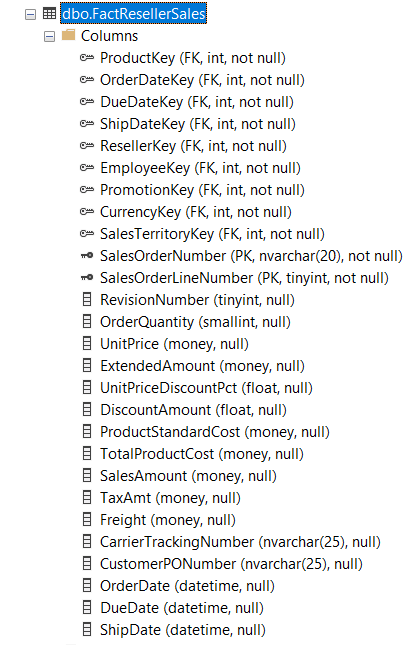 dbo.FactResellerSales
Columns
ProductKey (FK, int, not null)
OrderDateKey (FK, int, not null)
DueDateKey (FK, int, not null)
ShipDateKey (FK, int, not null)
ResellerKey (FK, int, not null)
EmployeeKey (FK, int, not null)
PromotionKey (FK, int, not null)
CurrencyKey (FK, int, not null)
SalesTerritoryKey (FK, int, not null)
SalesOrderNumber (PK, nvarchar(20), not null)
SalesOrderLineNumber (PK, tinyint, not null)
RevisionNumber (tinyint, null)
OrderQuantity (smallint, null)
UnitPrice (money, null)
ExtendedAmount (money, null)
UnitPriceDiscountPct (float, null)
DiscountAmount (float, null)
ProductStandardCost (money, null)
TotalProductCost (money, null)
SalesAmount (money, null)
TaxAmt (money, null)
Freight (money, null)
CarrierTrackingNumber (nvarchar(25), null)
CustomerPONumber (nvarchar(25), null)
OrderDate (datetime, null)
DueDate (datetime, null)
ShipDate (datetime, null)